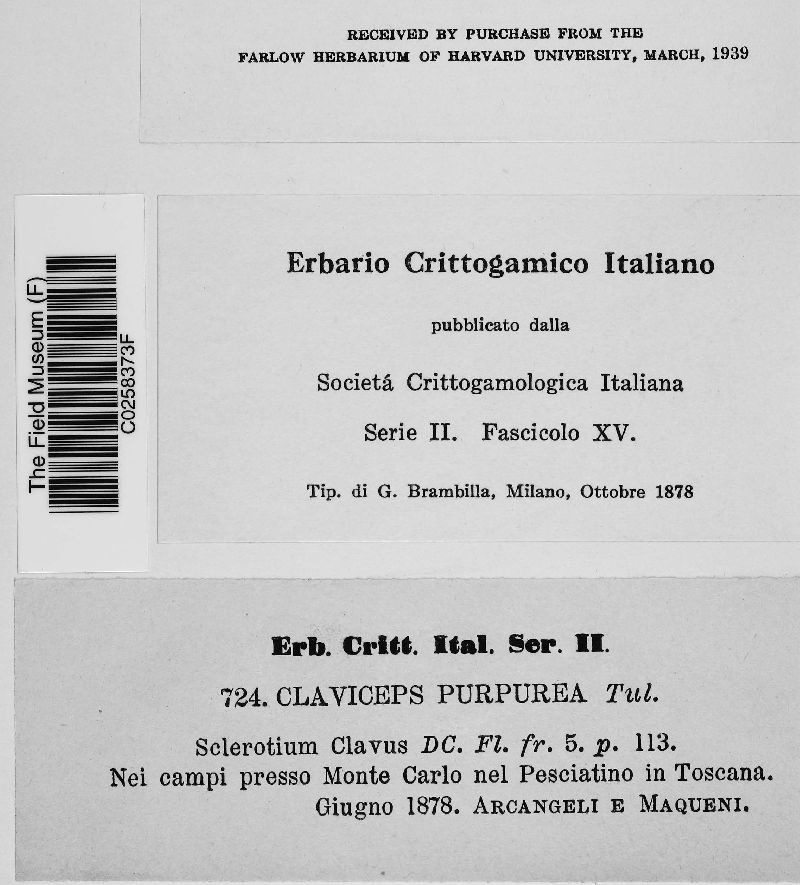 RECEIVED BY PURCHASE FROM THE
FARLOW HERBARIUM OF HARVARD UNIVERSITY, MARCH, 1939
The Field Museum (F)
C0258373F
Erbario Crittogamico Italiano
pubblicato dalla
Societá Crittogamologica Italiana
Serie II. Fascicolo XV.
Tip. di G. Brambilla, Milano, Ottobre 1878
Erb. Critt. Ital. Ser. II.
724. CLAVICEPS PURPUREA Tul.
Sclerotium Clavus DC. Fl. fr. 5. p. 113.
Nei campi presso Monte Carlo nel Pesciatino in Toscana.
Giugno 1878. ARCANGELI E MAQUENI.